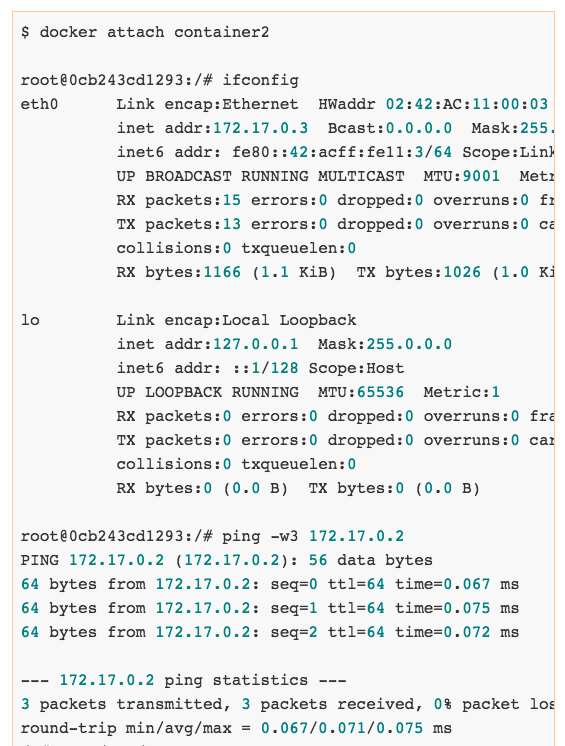 $ docker attach container2
root@0cb243cd1293:/# ifconfig
eth0      Link encap:Ethernet  HWaddr 02:42:AC:11:00:03
          inet addr:172.17.0.3  Bcast:0.0.0.0  Mask:255.
          inet6 addr: fe80::42:acff:fe11:3/64 Scope:Link
          UP BROADCAST RUNNING MULTICAST  MTU:9001  Metr
          RX packets:15 errors:0 dropped:0 overruns:0 fr
          TX packets:13 errors:0 dropped:0 overruns:0 ca
          collisions:0 txqueuelen:0
          RX bytes:1166 (1.1 KiB)  TX bytes:1026 (1.0 Ki
lo        Link encap:Local Loopback
          inet addr:127.0.0.1  Mask:255.0.0.0
          inet6 addr: ::1/128 Scope:Host
          UP LOOPBACK RUNNING  MTU:65536  Metric:1
          RX packets:0 errors:0 dropped:0 overruns:0 fra
          TX packets:0 errors:0 dropped:0 overruns:0 car
          collisions:0 txqueuelen:0
          RX bytes:0 (0.0 B)  TX bytes:0 (0.0 B)
root@0cb243cd1293:/# ping -w3 172.17.0.2
PING 172.17.0.2 (172.17.0.2): 56 data bytes
64 bytes from 172.17.0.2: seq=0 ttl=64 time=0.067 ms
64 bytes from 172.17.0.2: seq=1 ttl=64 time=0.075 ms
64 bytes from 172.17.0.2: seq=2 ttl=64 time=0.072 ms
--- 172.17.0.2 ping statistics ---
3 packets transmitted, 3 packets received, 0% packet los
round-trip min/avg/max = 0.067/0.071/0.075 ms